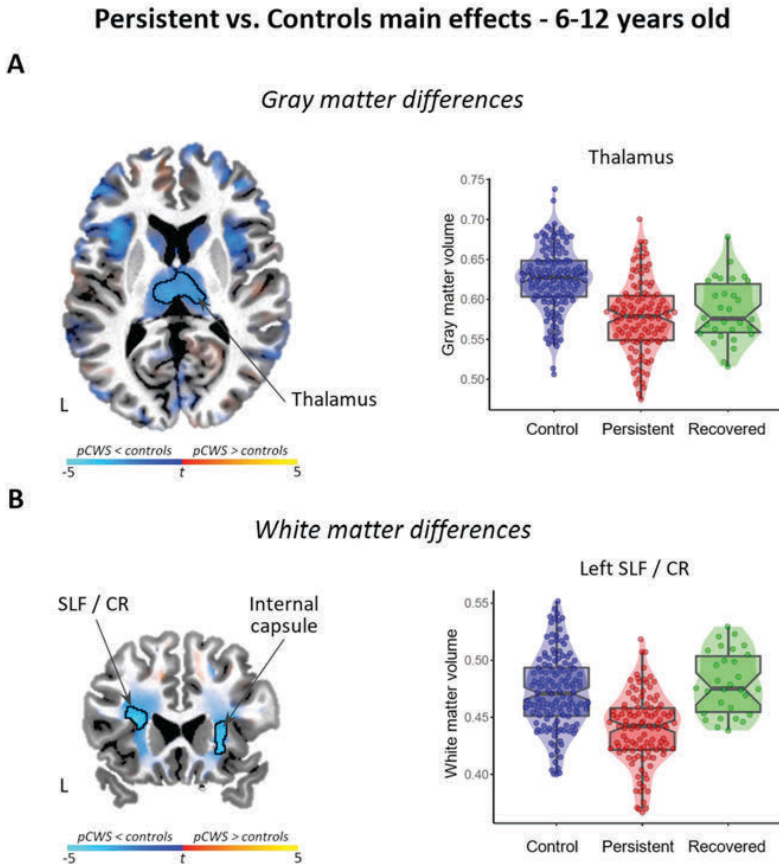 Persistent vs. Controls main effects - 6-12 years old
A
Gray matter differences
Thalamus
L
pCWS < controls
pCWS > controls
-5
t
5
Thalamus
Gray matter volume
0.75
0.70
0.65
0.60
0.55
0.50
Control
Persistent
Recovered
B
White matter differences
SLF / CR
Internal
capsule
L
pCWS < controls
pCWS > controls
-5
t
5
Left SLF / CR
White matter volume
0.55
0.50
0.45
0.40
Control
Persistent
Recovered